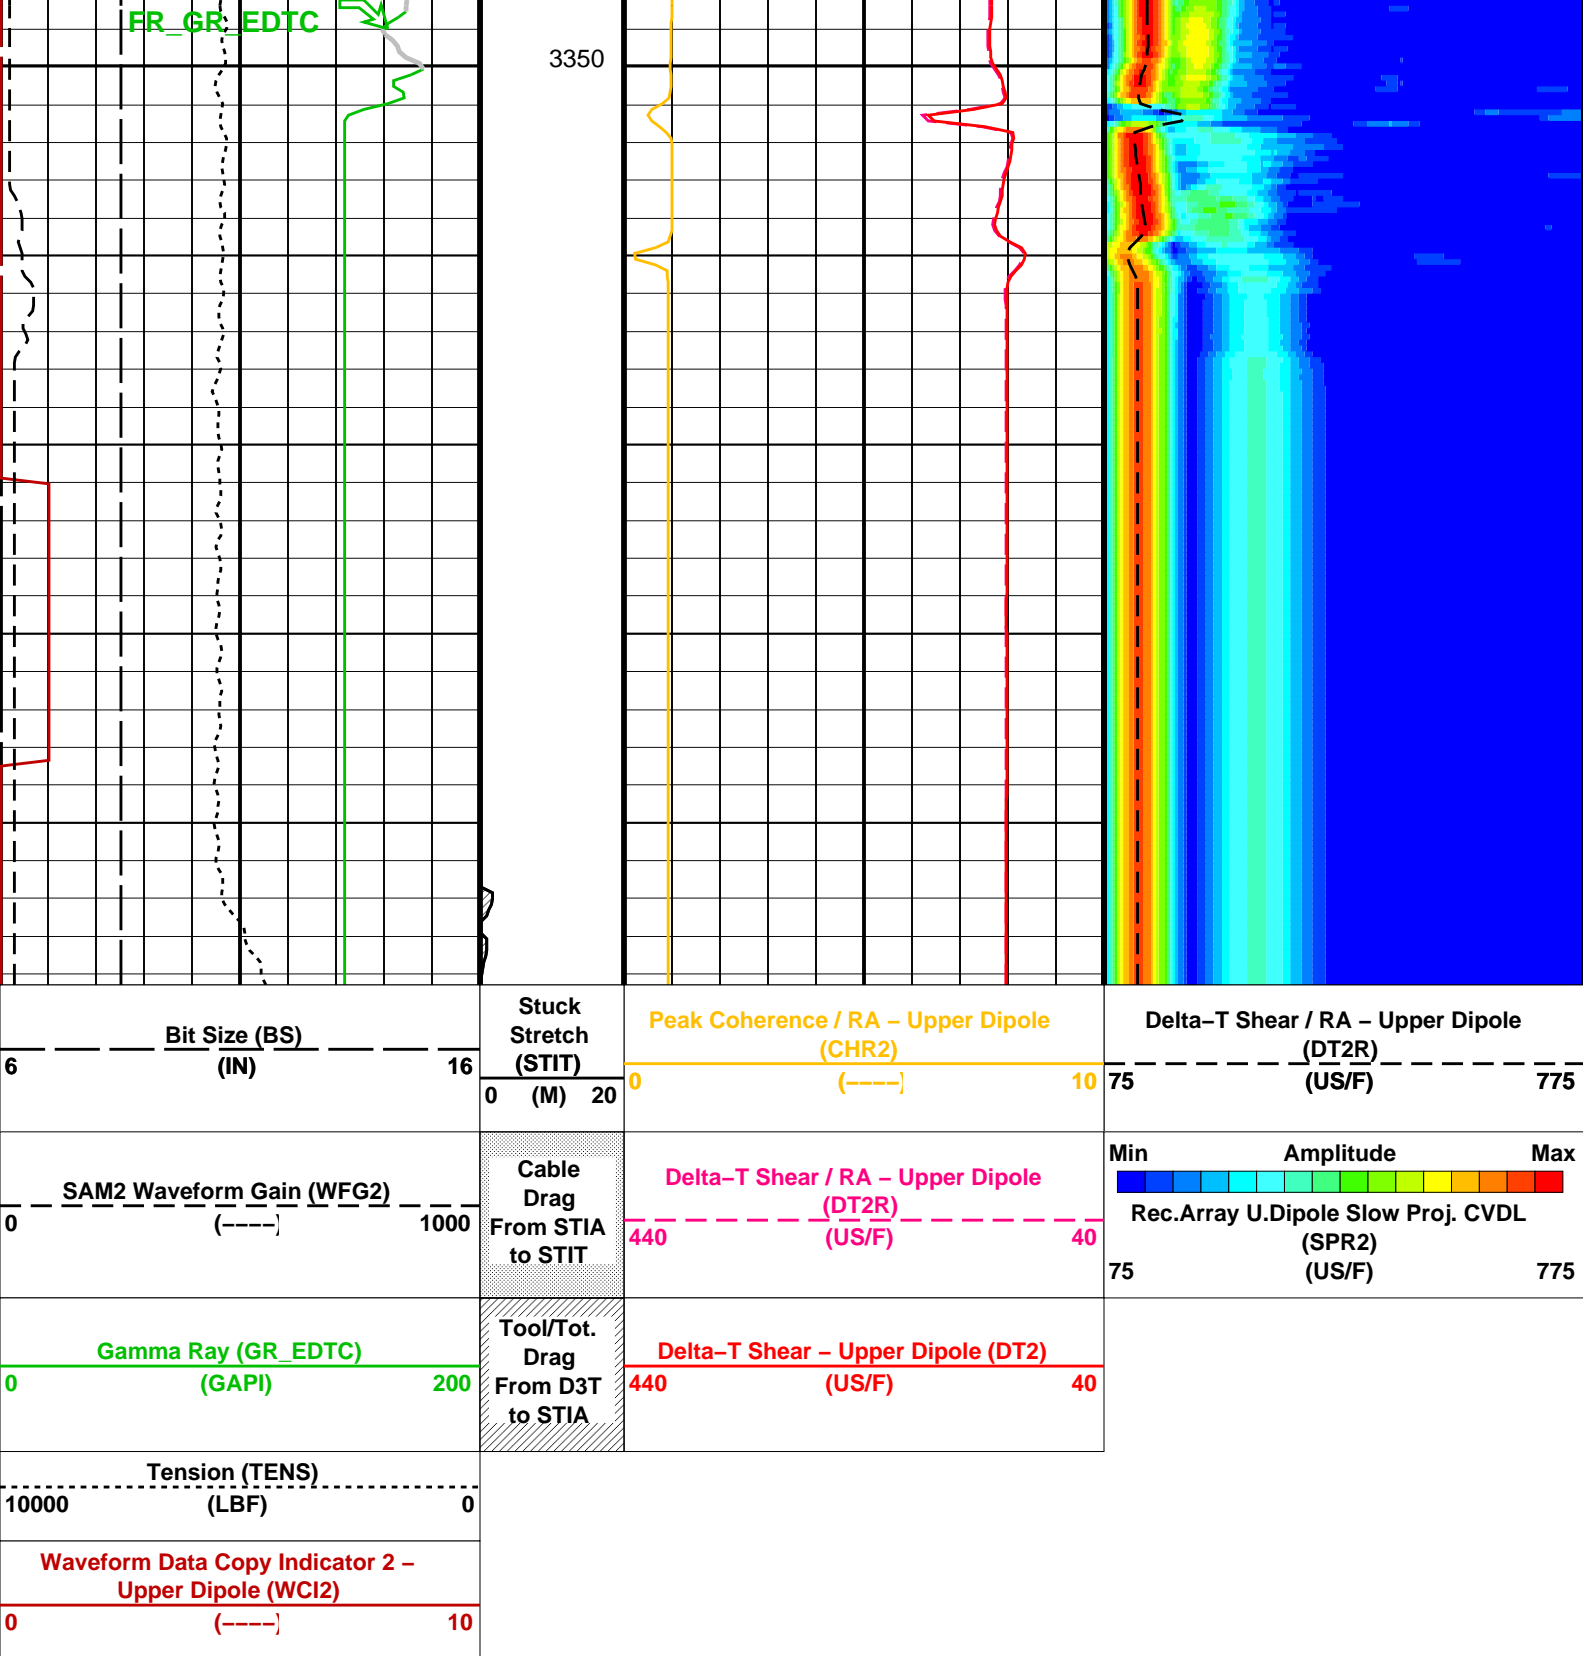 FR_GR_EDTC
3350
Bit Size (BS)
6 (IN) 16
Stuck
Stretch
(STIT)
0 (M) 20
Peak Coherence / RA – Upper Dipole
(CHR2)
0 (----) 10
Delta–T Shear / RA – Upper Dipole
(DT2R)
75 (US/F) 775
SAM2 Waveform Gain (WFG2)
0 (----) 1000
Cable
Drag
From STIA
to STIT
Delta–T Shear / RA – Upper Dipole
(DT2R)
440 (US/F) 40
Min Amplitude Max
Rec.Array U.Dipole Slow Proj. CVDL
(SPR2)
75 (US/F) 775
Gamma Ray (GR_EDTC)
0 (GAPI) 200
Tool/Tot.
Drag
From D3T
to STIA
Delta–T Shear – Upper Dipole (DT2)
440 (US/F) 40
Tension (TENS)
10000 (LBF) 0
Waveform Data Copy Indicator 2 –
Upper Dipole (WCI2)
0 (----) 10